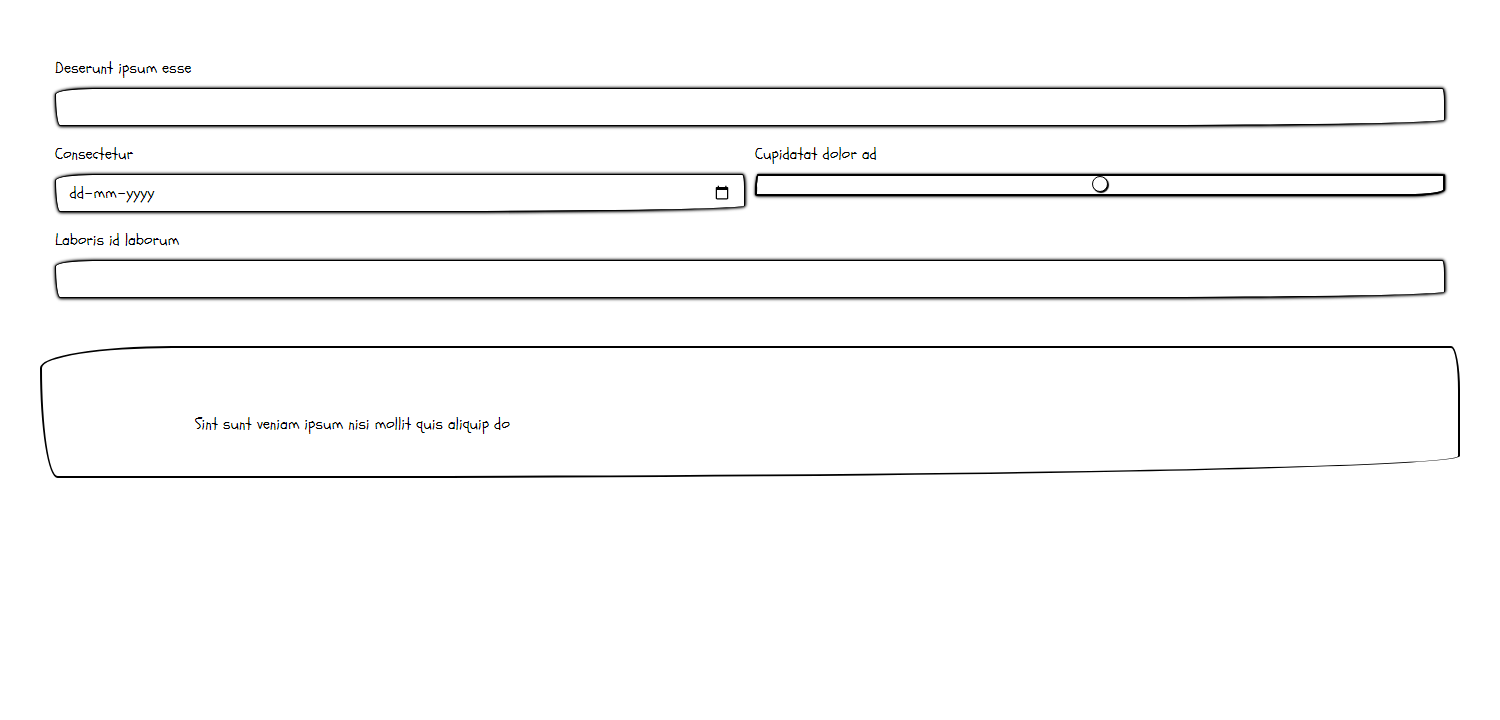 Deserunt ipsum esse
Consectetur
Cupidatat dolor ad
dd-mm-yyyy
Laboris id laborum
Sint sunt veniam ipsum nisi mollit quis aliquip do